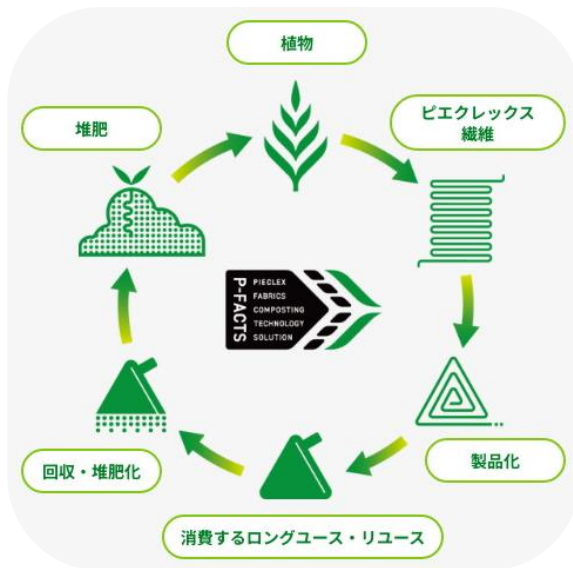 植物
ピエクレックス
繊維
製品化
消費するロングユース・リユース
回収・堆肥化
堆肥
P-FACTS
PIECLEX
FABRICS
COMPOSTING
TECHNOLOGY
SOLUTION